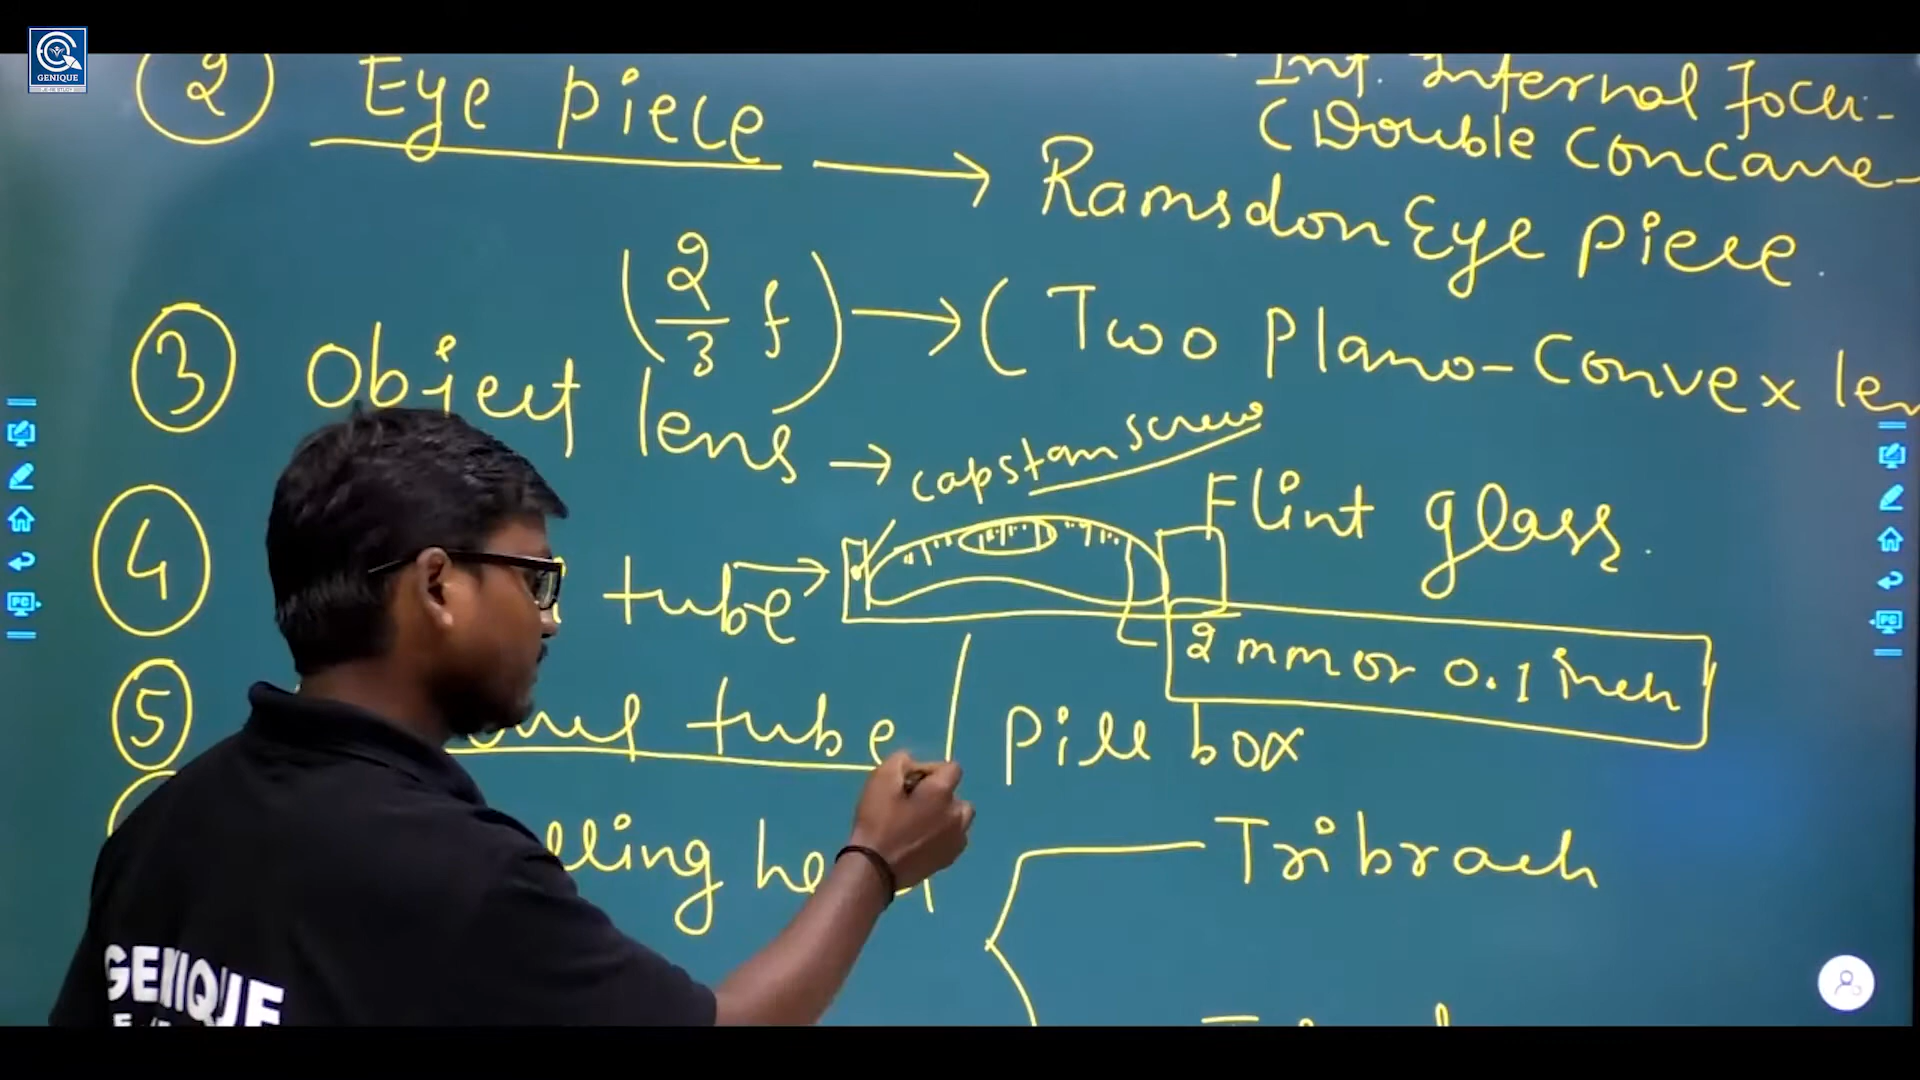 GENIQUE
2 Eye piece → Ramsdon Eye piece.
Int. Internal focu-
(Double concave-
(2/3 f) → (Two Plano-Convex len
3 Object lens → Flint glass.
capstan screw
4 tube →
2 mm or 0.1 inch
5 tube / pill box
lling he
Tribrach
GENIQUE